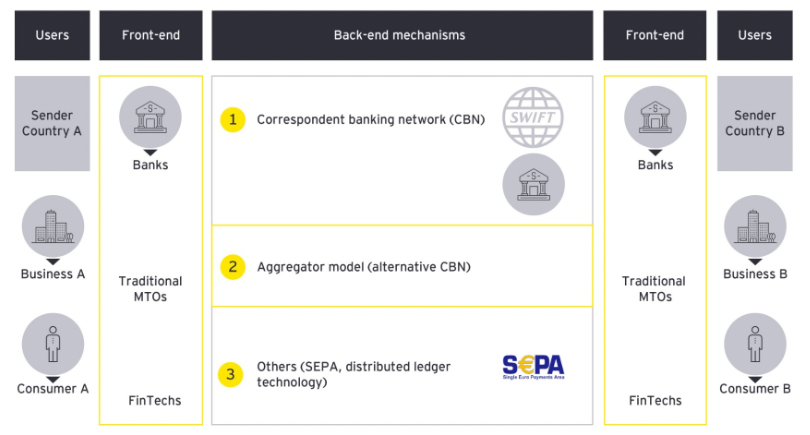 Users
Front-end
Back-end mechanisms
Front-end
Users
Sender
Country A
Banks
Business A
Traditional
MTOs
Consumer A
FinTechs
1
Correspondent banking network (CBN)
SWIFT
2
Aggregator model (alternative CBN)
3
Others (SEPA, distributed ledger
technology)
S€PA
Single Euro Payments Area
Banks
Traditional
MTOs
FinTechs
Sender
Country B
Business B
Consumer B